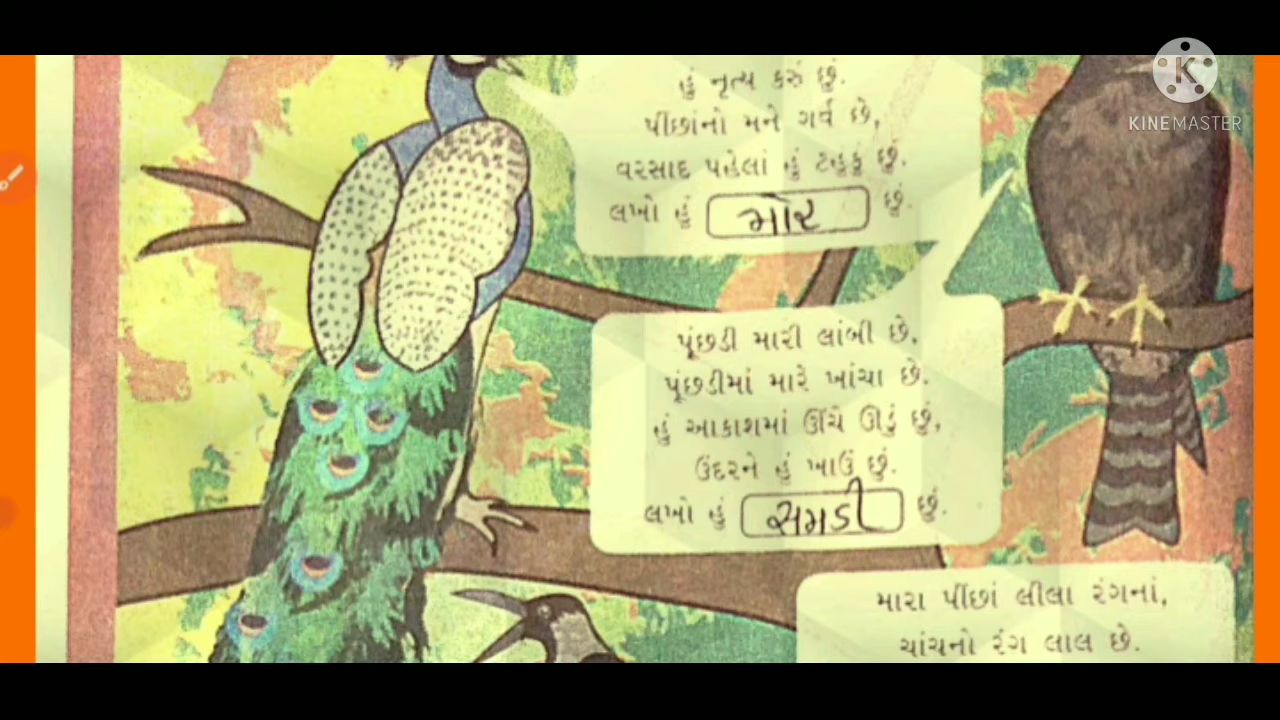 હું નૃત્ય કરું છું.
પીંછાંનો મને ગર્વ છે,
વરસાદ પહેલાં હું ટહુકુ છું.
લખો હું મોર છું.
પૂંછડી મારી લાંબી છે,
પૂંછડીમાં મારે ખાંચા છે.
હું આકાશમાં ઊંચે ઊડું છું,
ઉંદરને હું ખાઉં છું.
લખો હું સમડી છું.
મારા પીંછાં લીલા રંગનાં,
ચાંચનો રંગ લાલ છે.
KINEMASTER